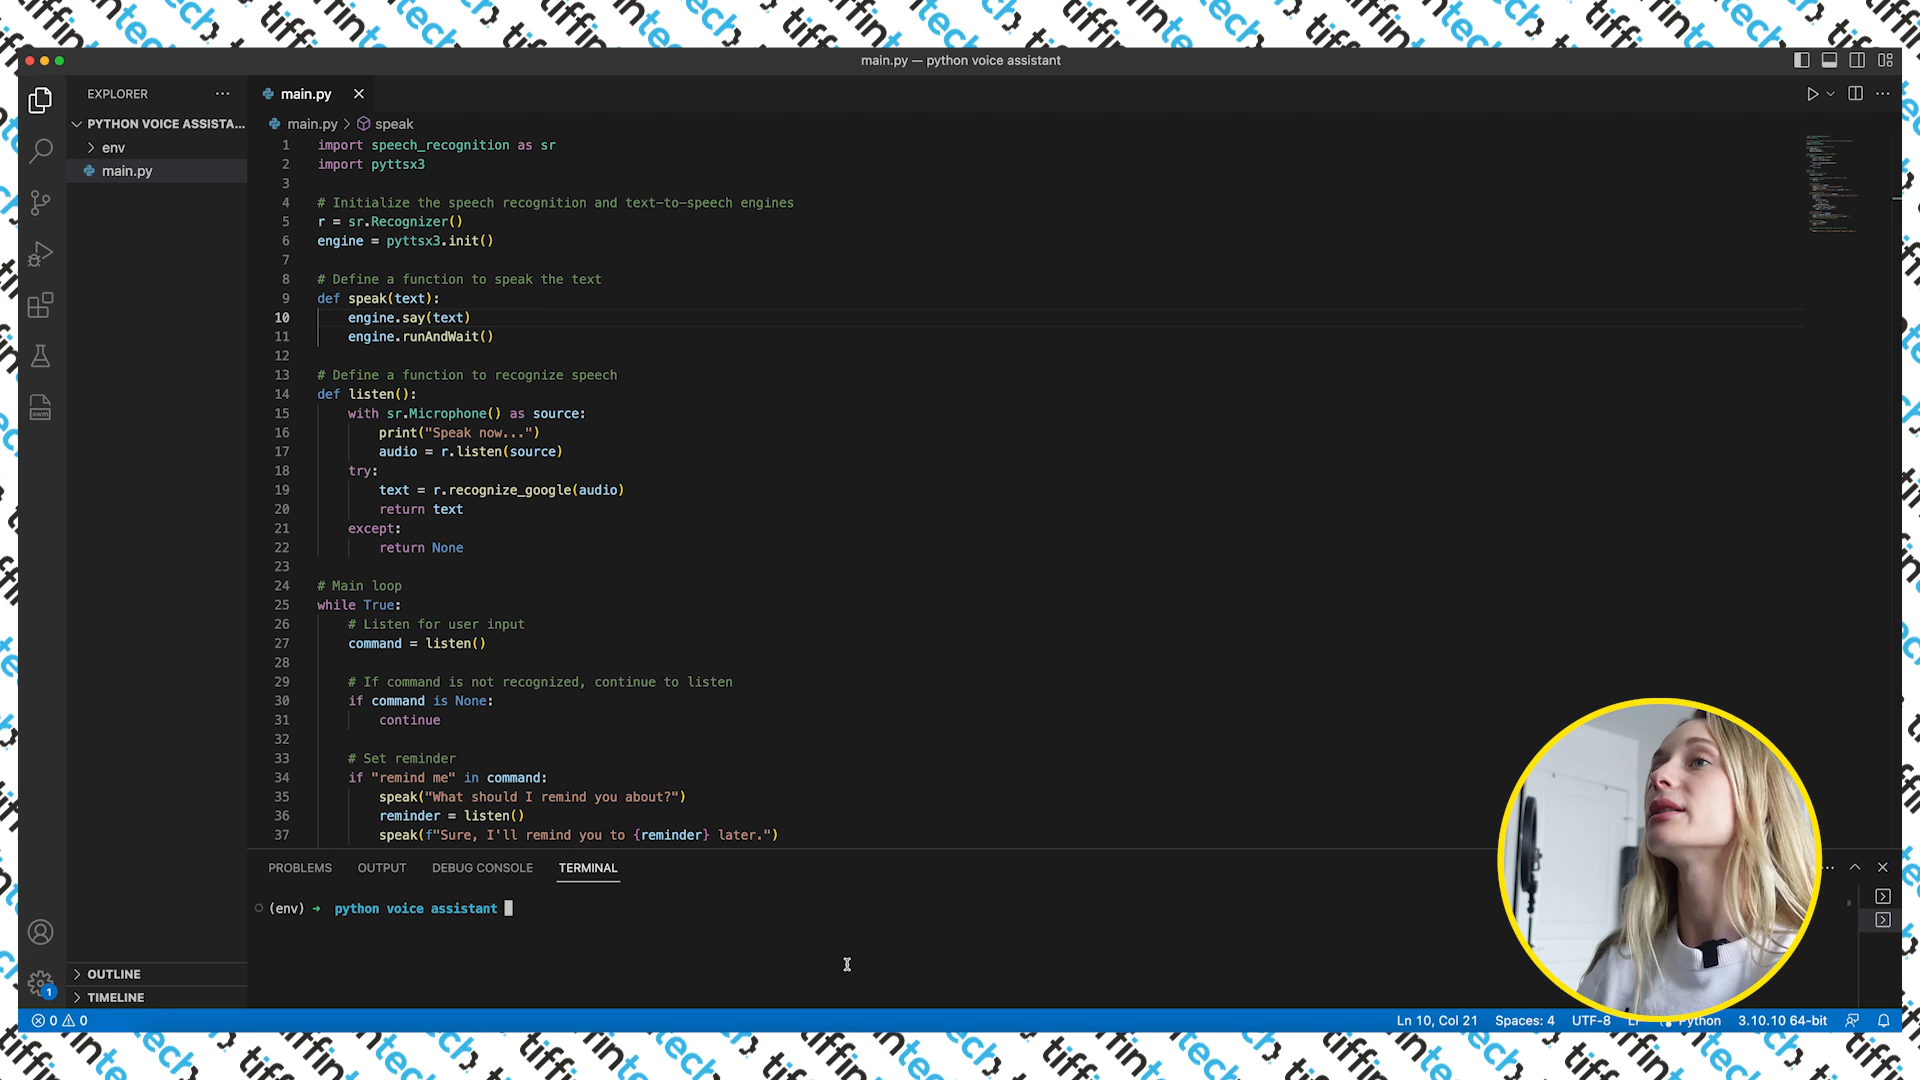 tiffintech
main.py — python voice assistant
EXPLORER
PYTHON VOICE ASSISTA...
env
main.py
main.py
main.py > speak
1 import speech_recognition as sr
2 import pyttsx3
3
4 # Initialize the speech recognition and text-to-speech engines
5 r = sr.Recognizer()
6 engine = pyttsx3.init()
7
8 # Define a function to speak the text
9 def speak(text):
10 engine.say(text)
11 engine.runAndWait()
12
13 # Define a function to recognize speech
14 def listen():
15 with sr.Microphone() as source:
16 print("Speak now...")
17 audio = r.listen(source)
18 try:
19 text = r.recognize_google(audio)
20 return text
21 except:
22 return None
23
24 # Main loop
25 while True:
26 # Listen for user input
27 command = listen()
28
29 # If command is not recognized, continue to listen
30 if command is None:
31 continue
32
33 # Set reminder
34 if "remind me" in command:
35 speak("What should I remind you about?")
36 reminder = listen()
37 speak(f"Sure, I'll remind you to {reminder} later.")
PROBLEMS OUTPUT DEBUG CONSOLE TERMINAL
(env) → python voice assistant
OUTLINE
TIMELINE
1
0 0
Ln 10, Col 21 Spaces: 4 UTF-8 Python 3.10.10 64-bit